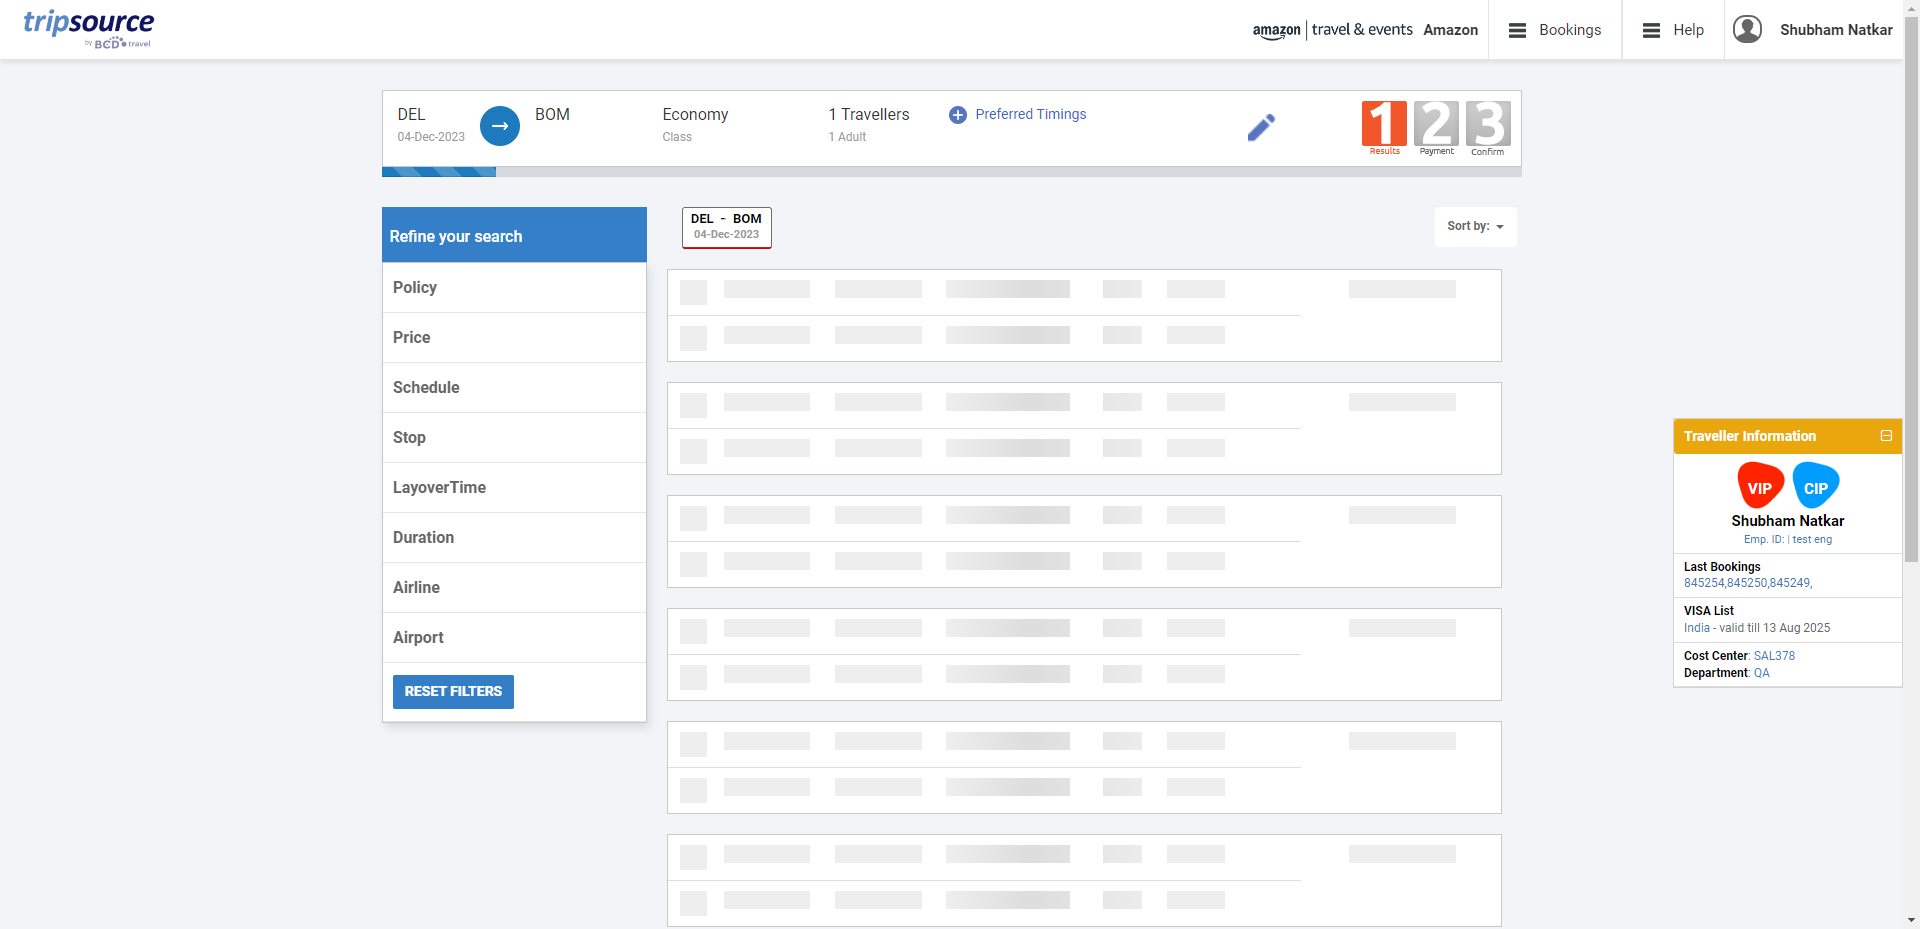 tripsource
by BCD travel
amazon travel & events Amazon
Bookings
Help
Shubham Natkar
DEL
04-Dec-2023
BOM
Economy
Class
1 Travellers
1 Adult
Preferred Timings
1 Results
2 Payment
3 Confirm
Refine your search
Policy
Price
Schedule
Stop
LayoverTime
Duration
Airline
Airport
RESET FILTERS
DEL - BOM
04-Dec-2023
Sort by:
Traveller Information
VIP CIP
Shubham Natkar
Emp. ID: | test eng
Last Bookings
845254,845250,845249,
VISA List
India - valid till 13 Aug 2025
Cost Center: SAL378
Department: QA